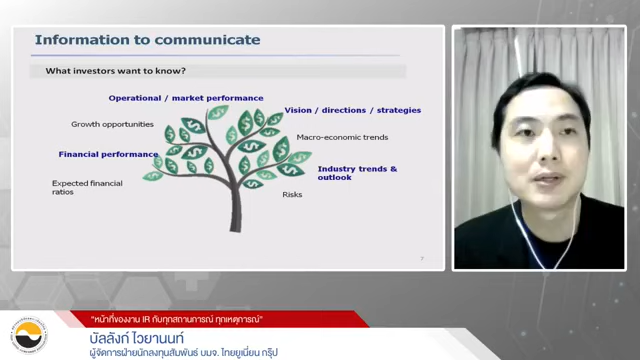 Information to communicate
What investors want to know?
Operational / market performance
Vision / directions / strategies
Growth opportunities
Macro-economic trends
Financial performance
Industry trends &
outlook
Expected financial
ratios
Risks
7
"หน้าที่ของงาน IR กับทุกสถานการณ์ ทุกเหตุการณ์"
บัลลังก์ ไวยานนท์
ผู้จัดการฝ่ายนักลงทุนสัมพันธ์ บมจ. ไทยยูเนี่ยน กรุ๊ป